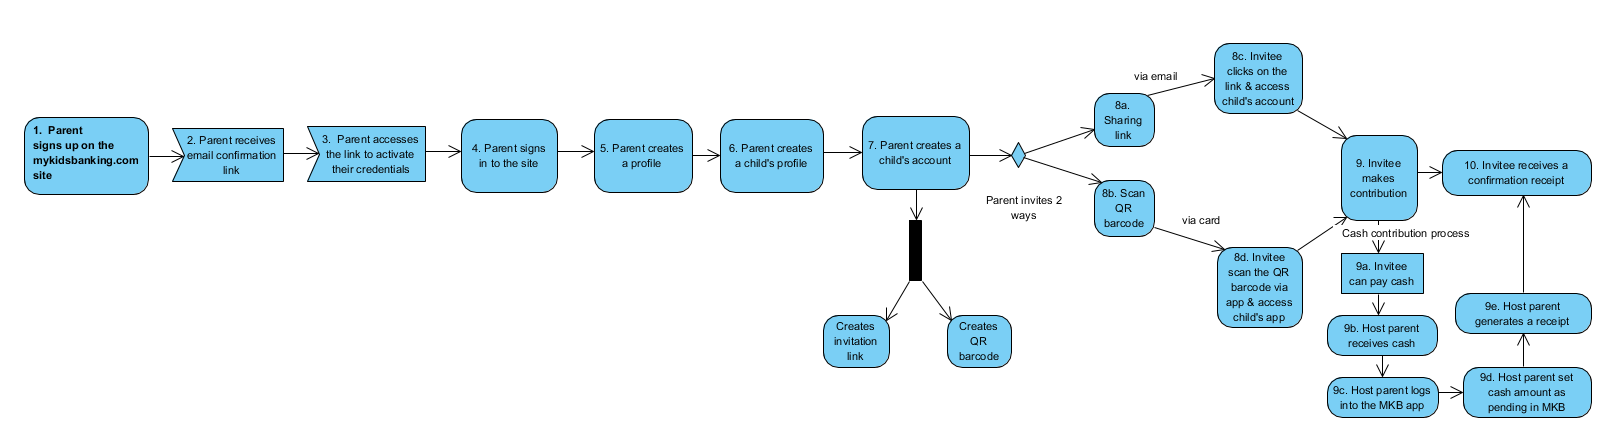 1. Parent
signs up on the
mykidsbanking.com
site
2. Parent receives
email confirmation
link
3. Parent accesses
the link to activate
their credentials
4. Parent signs
in to the site
5. Parent creates
a profile
6. Parent creates
a child's profile
7. Parent creates a
child's account
Creates
invitation
link
Creates
QR
barcode
Parent invites 2
ways
8a.
Sharing
link
via email
8c. Invitee
clicks on the
link & access
child's account
8b. Scan
QR
barcode
via card
8d. Invitee
scan the QR
barcode via
app & access
child's app
9. Invitee
makes
contribution
Cash contribution process
9a. Invitee
can pay cash
9b. Host parent
receives cash
9c. Host parent logs
into the MKB app
9d. Host parent set
cash amount as
pending in MKB
9e. Host parent
generates a receipt
10. Invitee receives a
confirmation receipt